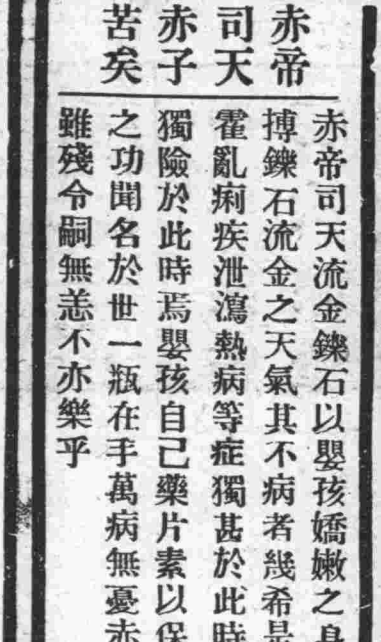 赤帝
司天
赤子
苦矣
赤帝司天流金鑠石以嬰孩嬌嫩之身
搏鑠石流金之天氣其不病者幾希是
霍亂痢疾泄瀉熱病等症獨甚於此時
獨險於此時焉嬰孩自己藥片素以保
之功聞名於世一瓶在手萬病無憂赤
雖殘令嗣無恙不亦樂乎